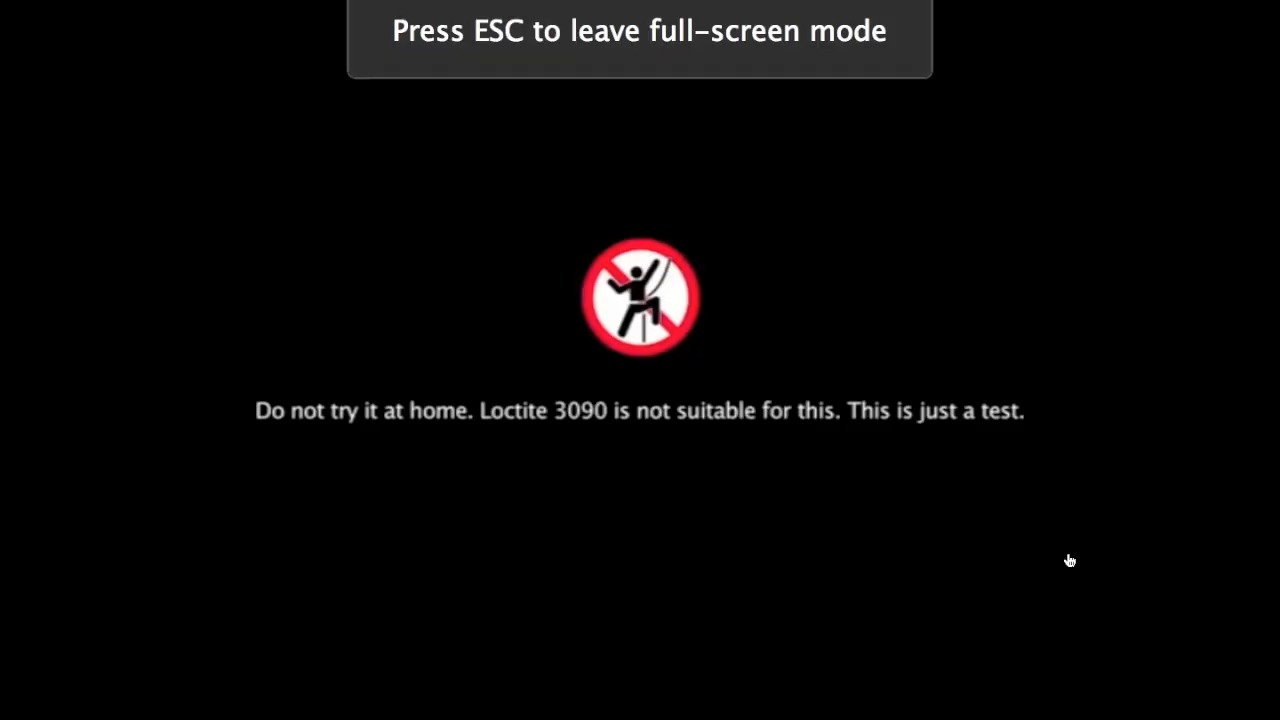 Press ESC to leave full-screen mode
Do not try it at home. Loctite 3090 is not suitable for this. This is just a test.